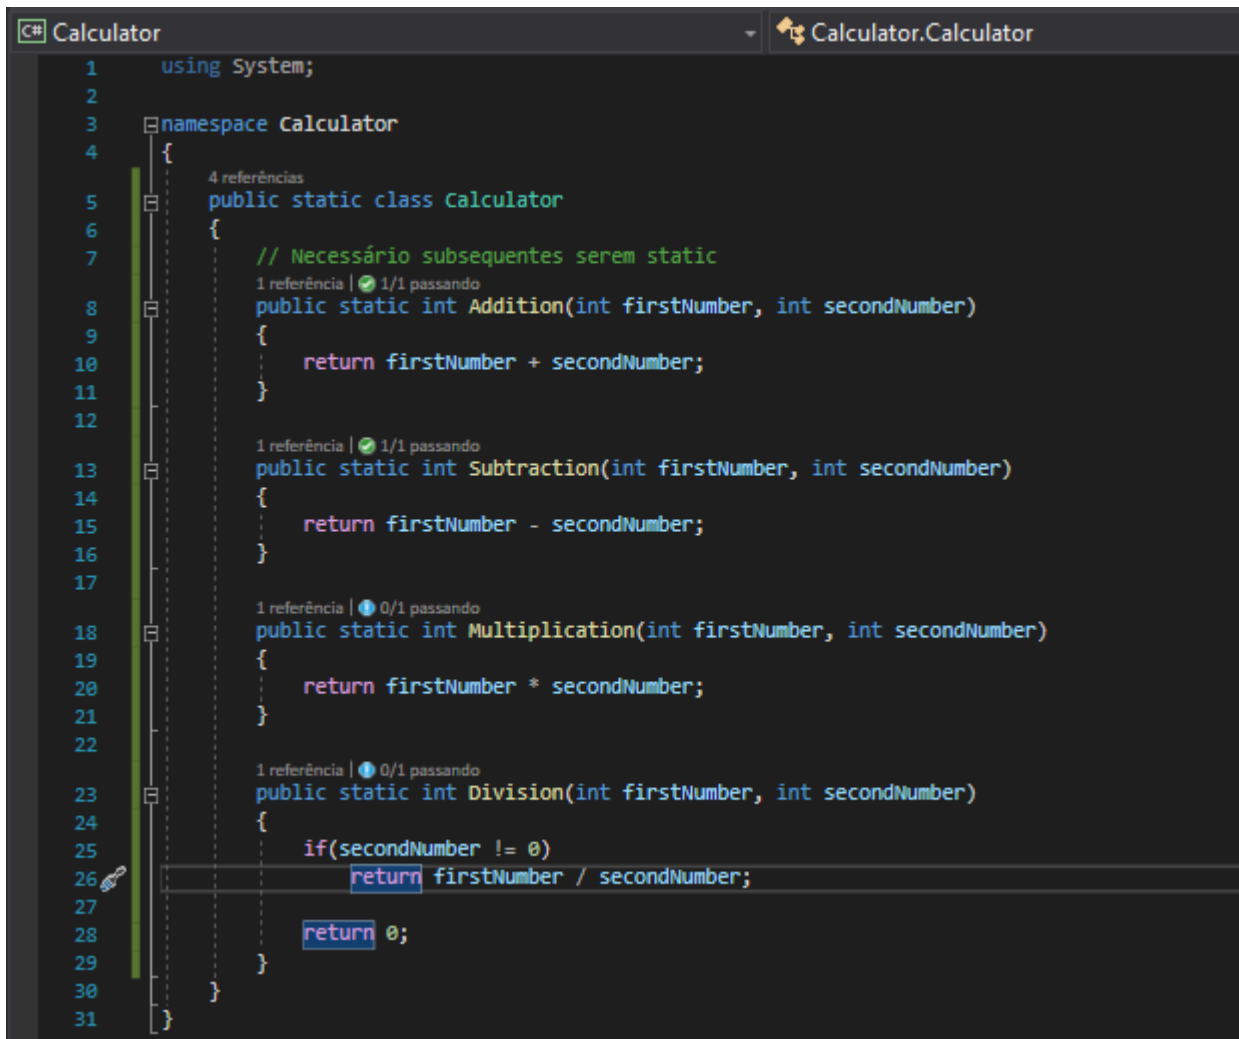 C# Calculator
Calculator.Calculator
1 using System;
2
3 namespace Calculator
4 {
4 referências
5 public static class Calculator
6 {
7 // Necessário subsequentes serem static
1 referência | 1/1 passando
8 public static int Addition(int firstNumber, int secondNumber)
9 {
10 return firstNumber + secondNumber;
11 }
12
1 referência | 1/1 passando
13 public static int Subtraction(int firstNumber, int secondNumber)
14 {
15 return firstNumber - secondNumber;
16 }
17
1 referência | 0/1 passando
18 public static int Multiplication(int firstNumber, int secondNumber)
19 {
20 return firstNumber * secondNumber;
21 }
22
1 referência | 0/1 passando
23 public static int Division(int firstNumber, int secondNumber)
24 {
25 if(secondNumber != 0)
26 return firstNumber / secondNumber;
27
28 return 0;
29 }
30 }
31 }